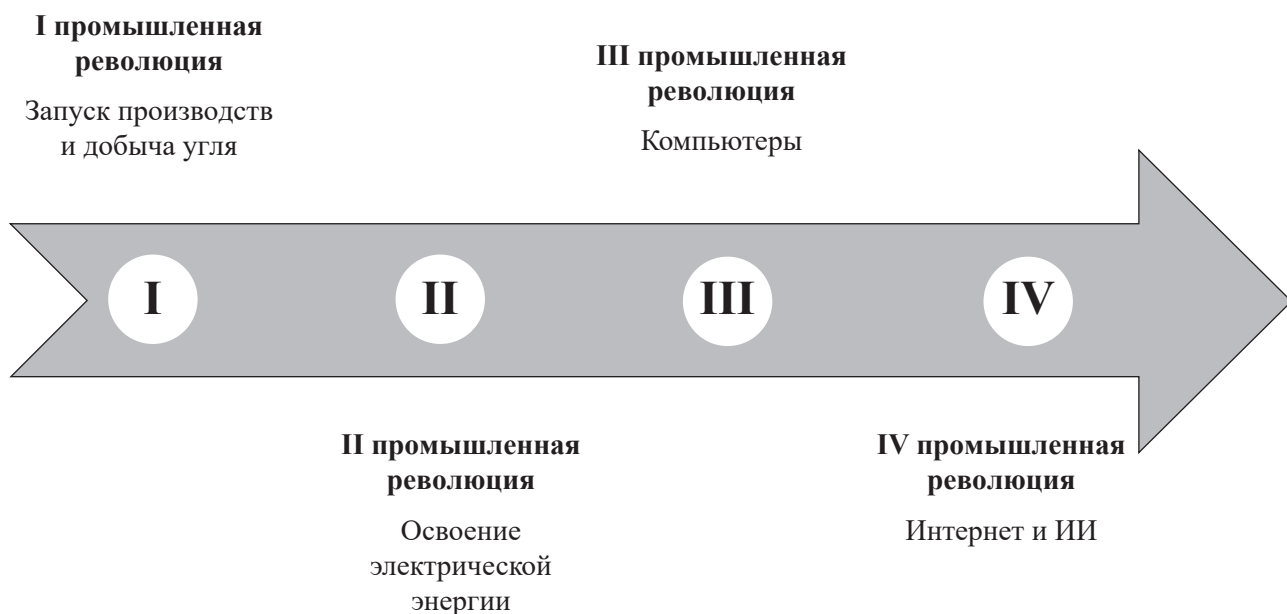 I промышленная
революция
Запуск производств
и добыча угля
III промышленная
революция
Компьютеры
I
II
III
IV
II промышленная
революция
Освоение
электрической
энергии
IV промышленная
революция
Интернет и ИИ